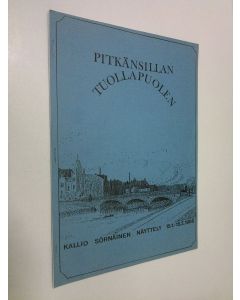 PITKÄNSILLAN
TUOLLAPUOLEN
KALLIO SÖRNÄINEN NÄYTTELY